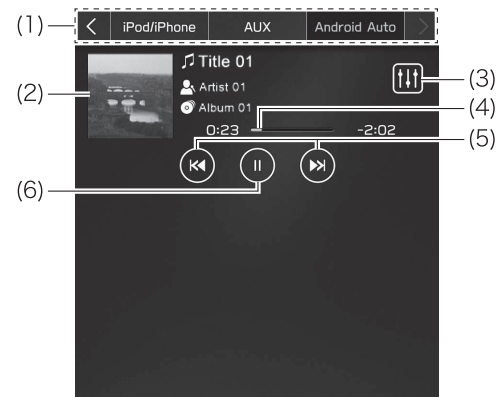 (1) iPod/iPhone AUX Android Auto
Title 01
(2) Artist 01 (3)
Album 01 (4)
0:23 -2:02
(5)
(6)